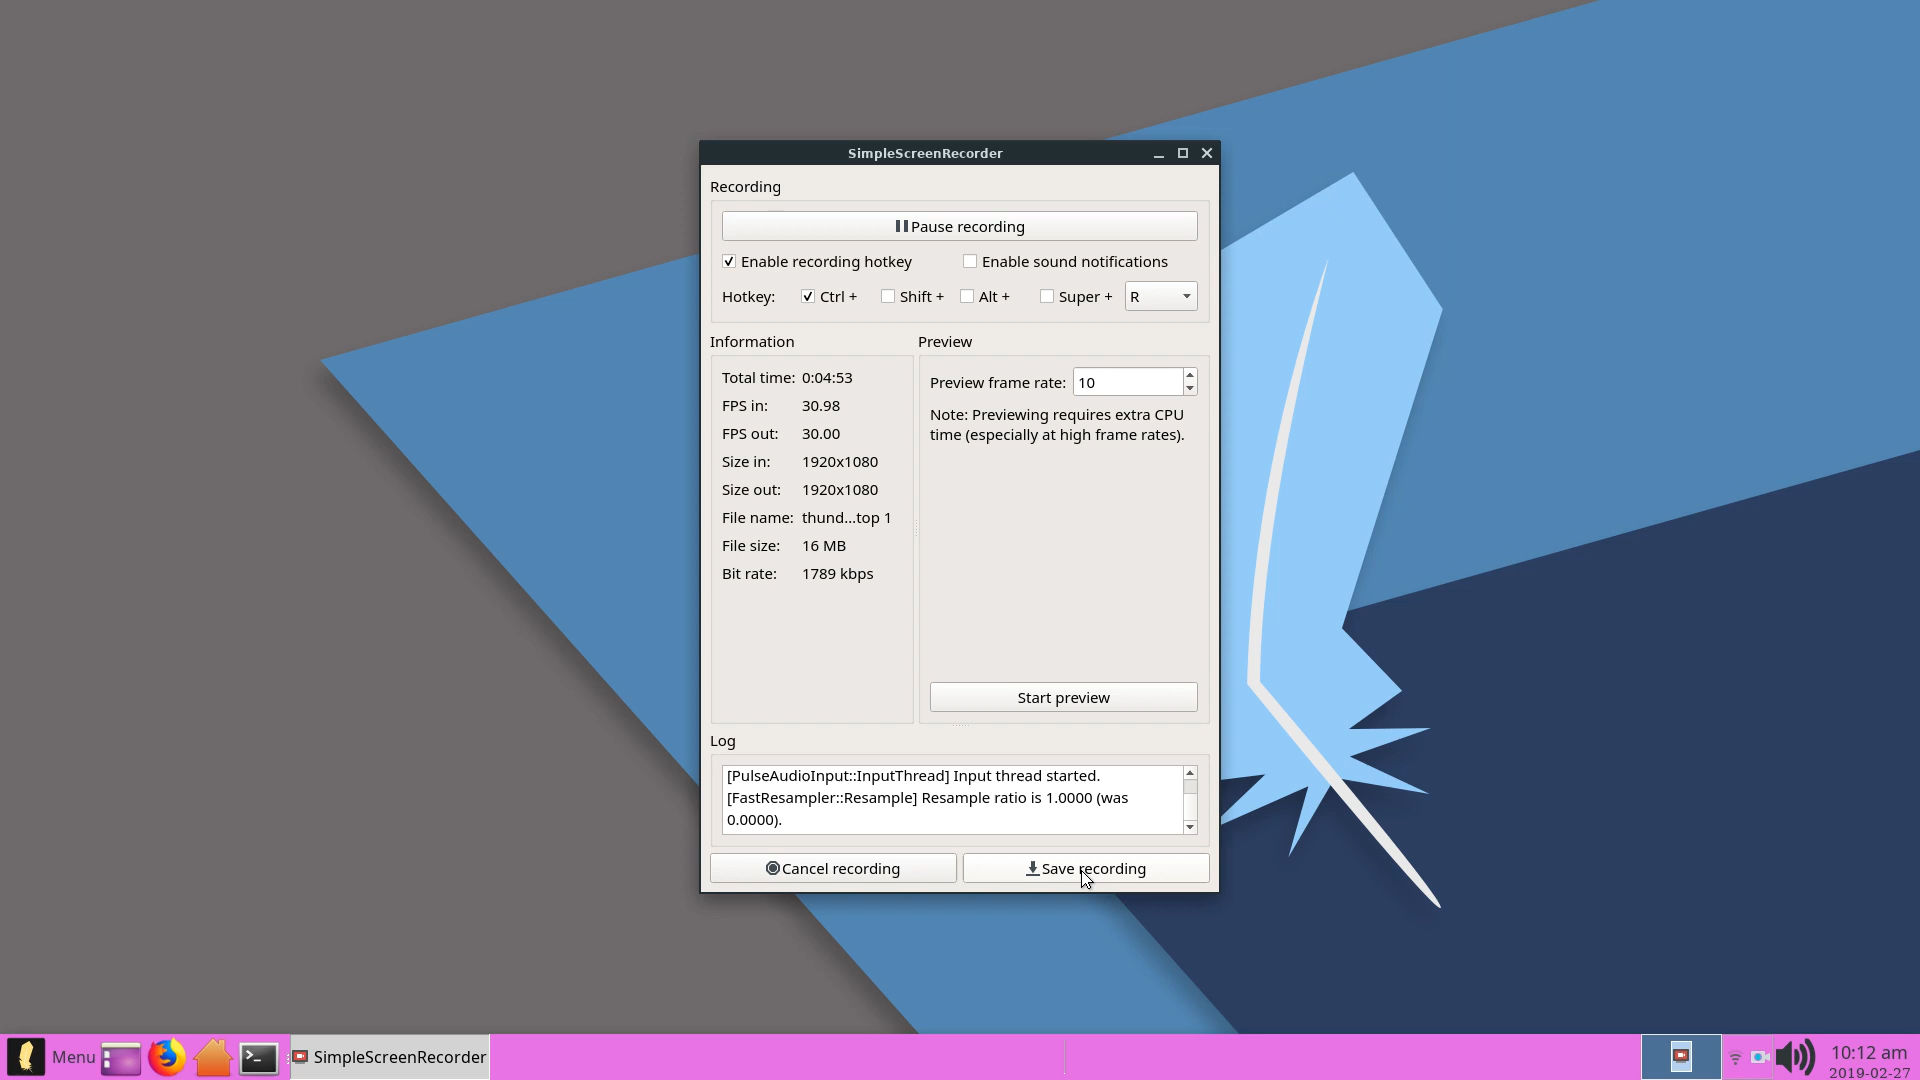 SimpleScreenRecorder
Recording
Pause recording
Enable recording hotkey Enable sound notifications
Hotkey: Ctrl + Shift + Alt + Super + R
Information Preview
Total time: 0:04:53
Preview frame rate: 10
FPS in: 30.98
Note: Previewing requires extra CPU
time (especially at high frame rates).
FPS out: 30.00
Size in: 1920x1080
Size out: 1920x1080
File name: thund...top 1
File size: 16 MB
Bit rate: 1789 kbps
Start preview
Log
[PulseAudioInput::InputThread] Input thread started.
[FastResampler::Resample] Resample ratio is 1.0000 (was
0.0000).
Cancel recording Save recording
Menu SimpleScreenRecorder 10:12 am
2019-02-27